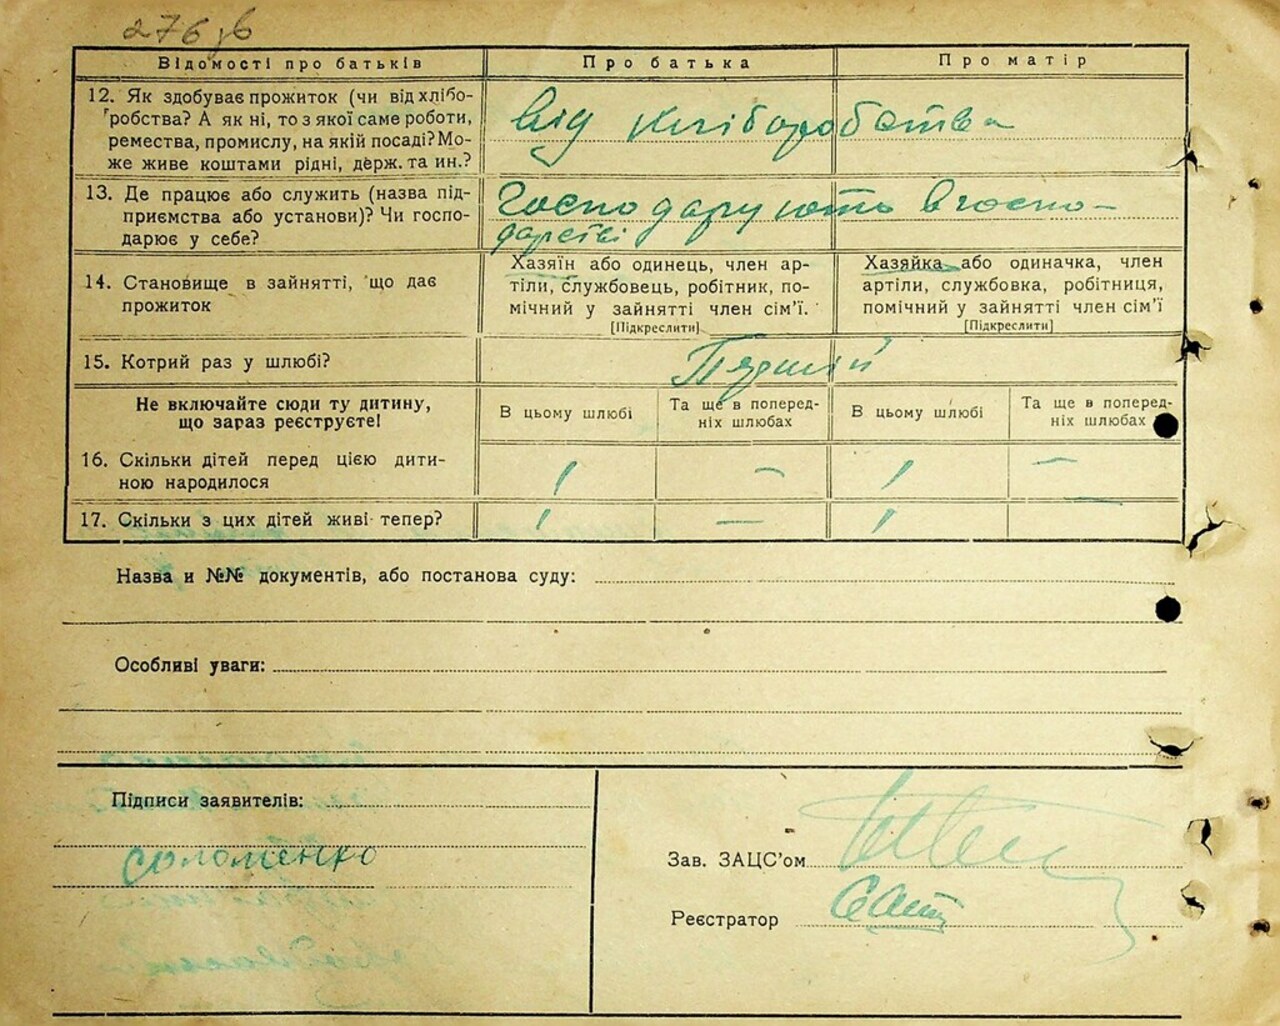 276 зв
Відомості про батьків
Про батька
Про матір
12. Як здобуває прожиток (чи від хлібо-
робства? А як ні, то з якої саме роботи,
ремества, промислу, на якій посаді? Мо-
же живе коштами рідні, держ. та ин.?
від хліборобства
13. Де працює або служить (назва під-
приємства або установи)? Чи госпо-
дарює у себе?
Господарують в госпо-
дарстві
14. Становище в зайнятті, що дає
прожиток
Хазяїн або одинець, член ар-
тіли, службовець, робітник, по-
мічний у зайнятті член сім'ї.
[Підкреслити]
Хазяйка або одиначка, член
артіли, службовка, робітниця,
помічний у зайнятті член сім'ї
[Підкреслити]
15. Котрий раз у шлюбі?
Перший
Не включайте сюди ту дитину,
що зараз реєструєте!
В цьому шлюбі
Та ще в поперед-
ніх шлюбах
В цьому шлюбі
Та ще в поперед-
ніх шлюбах
16. Скільки дітей перед цією дити-
ною народилося
1 – 1 –
17. Скільки з цих дітей живі тепер?
1 – 1 –
Назва и №№ документів, або постанова суду:
Особливі уваги:
Підписи заявителів:
Соломенко
Зав. ЗАЦС'ом
Реєстратор